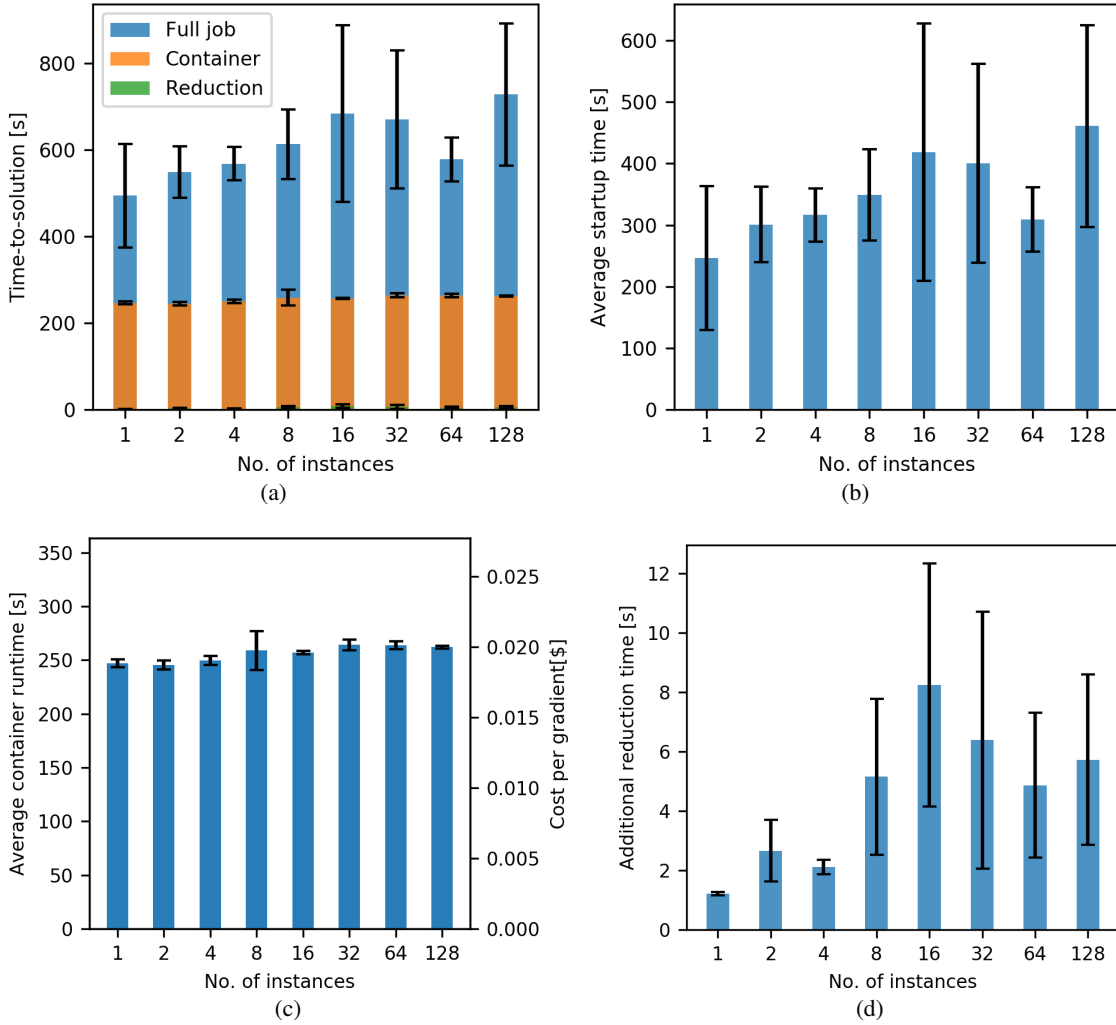 Full job
Container
Reduction
Time-to-solution [s]
800
600
400
200
0
1 2 4 8 16 32 64 128
No. of instances
(a)
Average startup time [s]
600
500
400
300
200
100
0
1 2 4 8 16 32 64 128
No. of instances
(b)
Average container runtime [s]
350
300
250
200
150
100
50
0
Cost per gradient[$]
0.025
0.020
0.015
0.010
0.005
0.000
1 2 4 8 16 32 64 128
No. of instances
(c)
Additional reduction time [s]
12
10
8
6
4
2
0
1 2 4 8 16 32 64 128
No. of instances
(d)